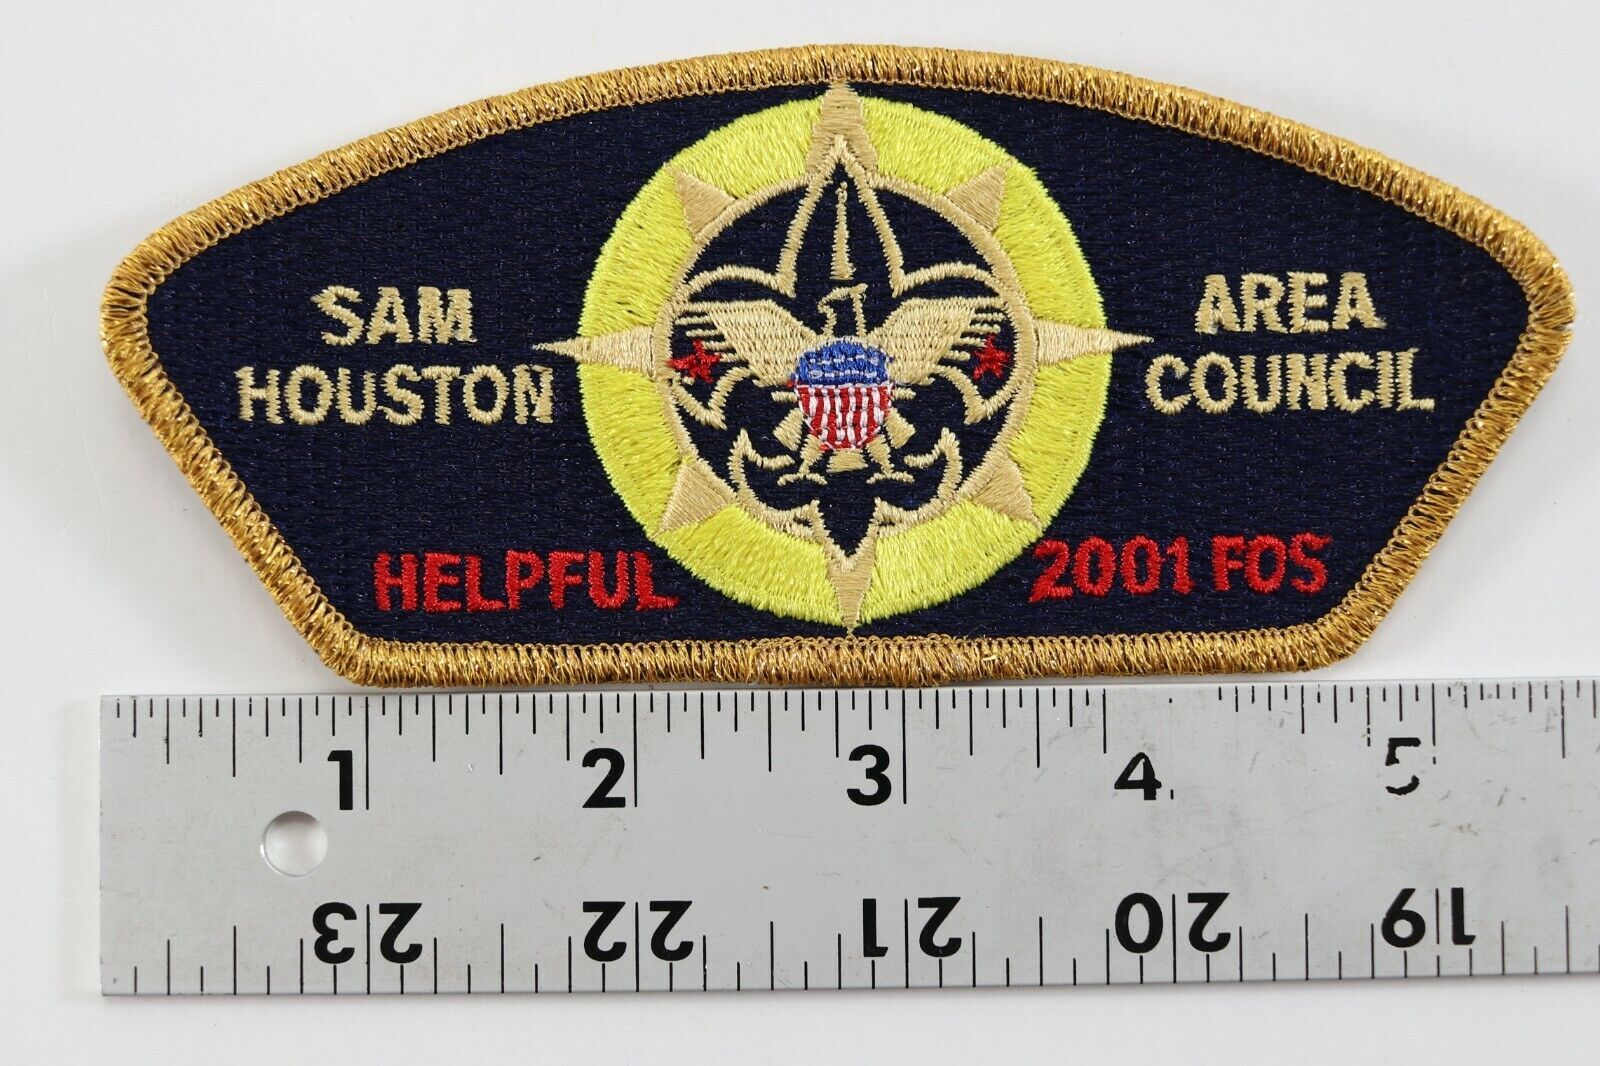 SAM
HOUSTON
AREA
COUNCIL
HELPFUL
2001 FOS
1 2 3 4 5
23 22 21 20 19